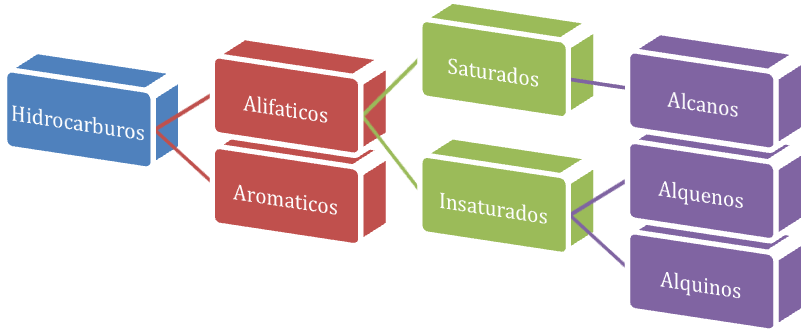 Hidrocarburos
Alifaticos
Aromaticos
Saturados
Insaturados
Alcanos
Alquenos
Alquinos